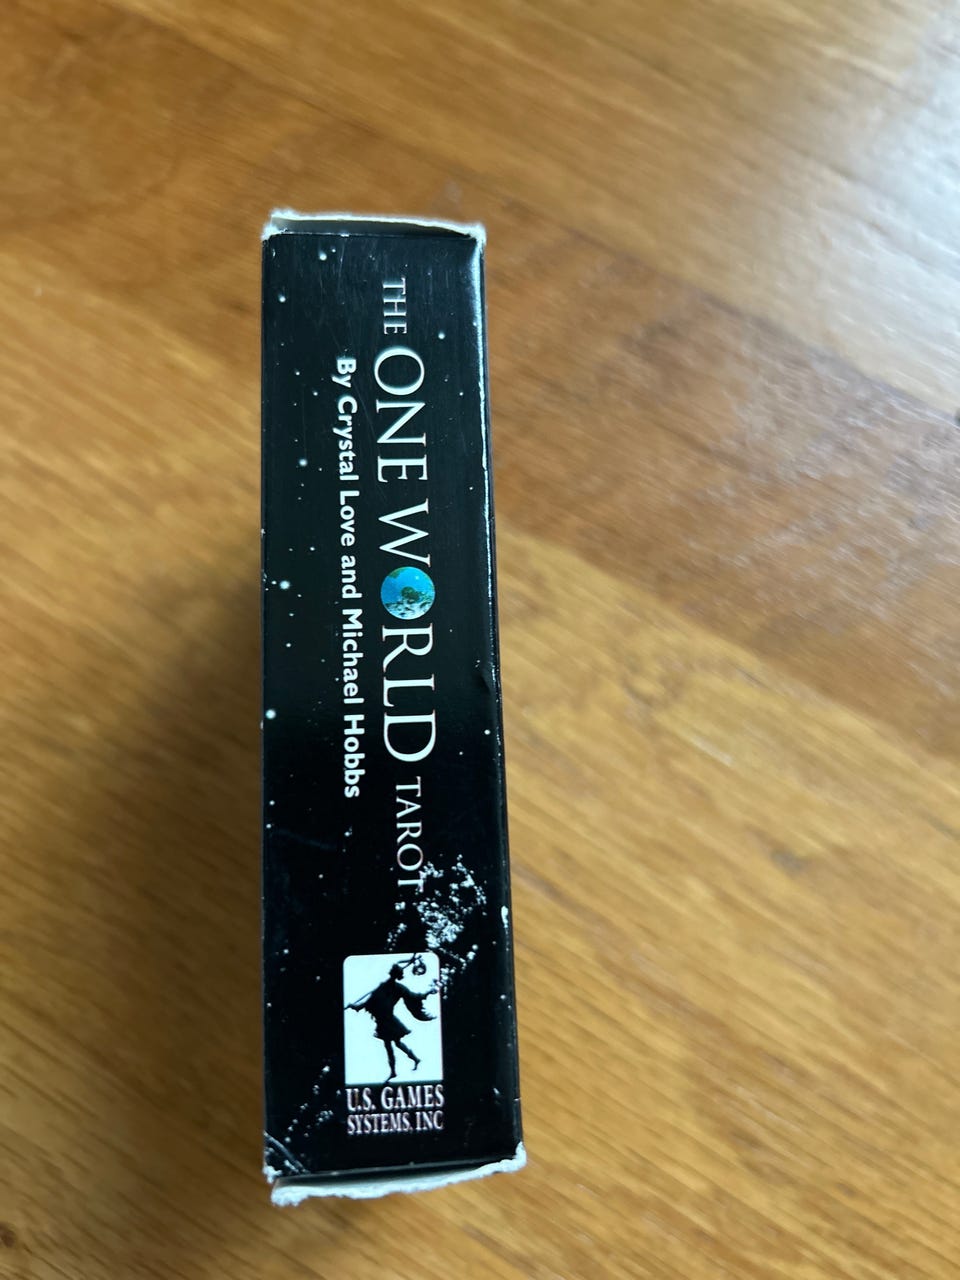 THE ONE WORLD TAROT
By Crystal Love and Michael Hobbs
U.S. GAMES
SYSTEMS, INC